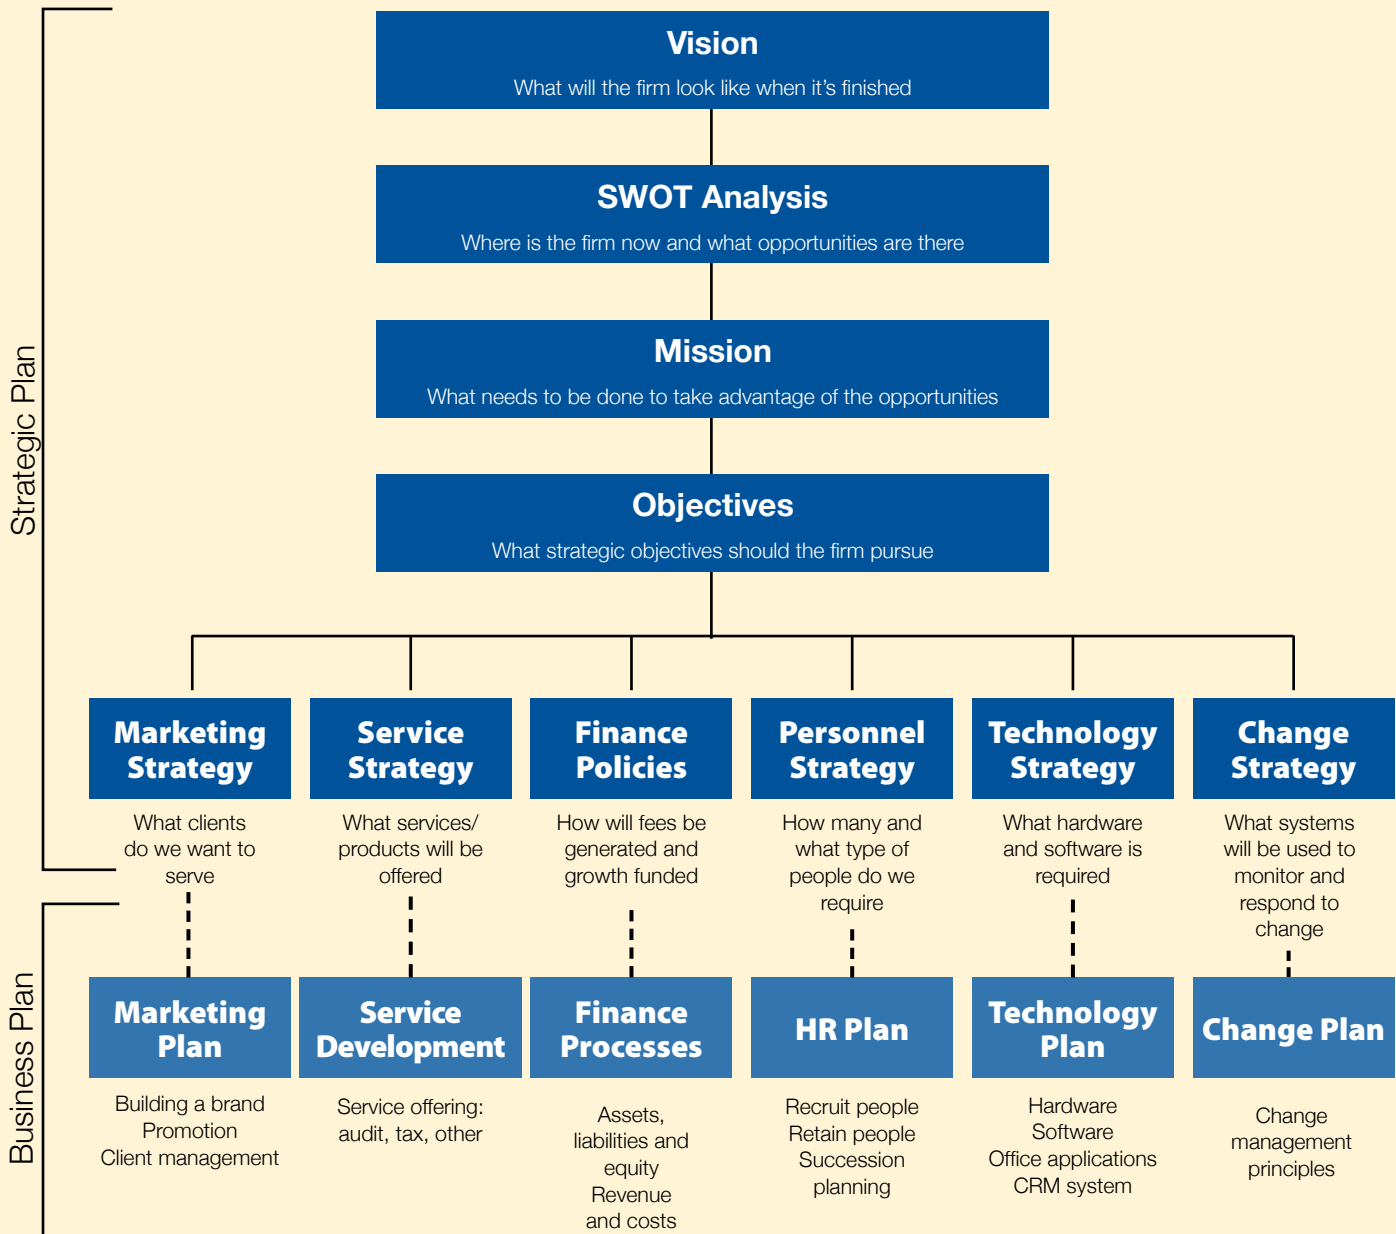 Vision
What will the firm look like when it’s finished
SWOT Analysis
Where is the firm now and what opportunities are there
Mission
What needs to be done to take advantage of the opportunities
Objectives
What strategic objectives should the firm pursue
Strategic Plan
Marketing
Strategy
What clients
do we want to
serve
Service
Strategy
What services/
products will be
offered
Finance
Policies
How will fees be
generated and
growth funded
Personnel
Strategy
How many and
what type of
people do we
require
Technology
Strategy
What hardware
and software is
required
Change
Strategy
What systems
will be used to
monitor and
respond to
change
Business Plan
Marketing
Plan
Building a brand
Promotion
Client management
Service
Development
Service offering:
audit, tax, other
Finance
Processes
Assets,
liabilities and
equity
Revenue
and costs
HR Plan
Recruit people
Retain people
Succession
planning
Technology
Plan
Hardware
Software
Office applications
CRM system
Change Plan
Change
management
principles